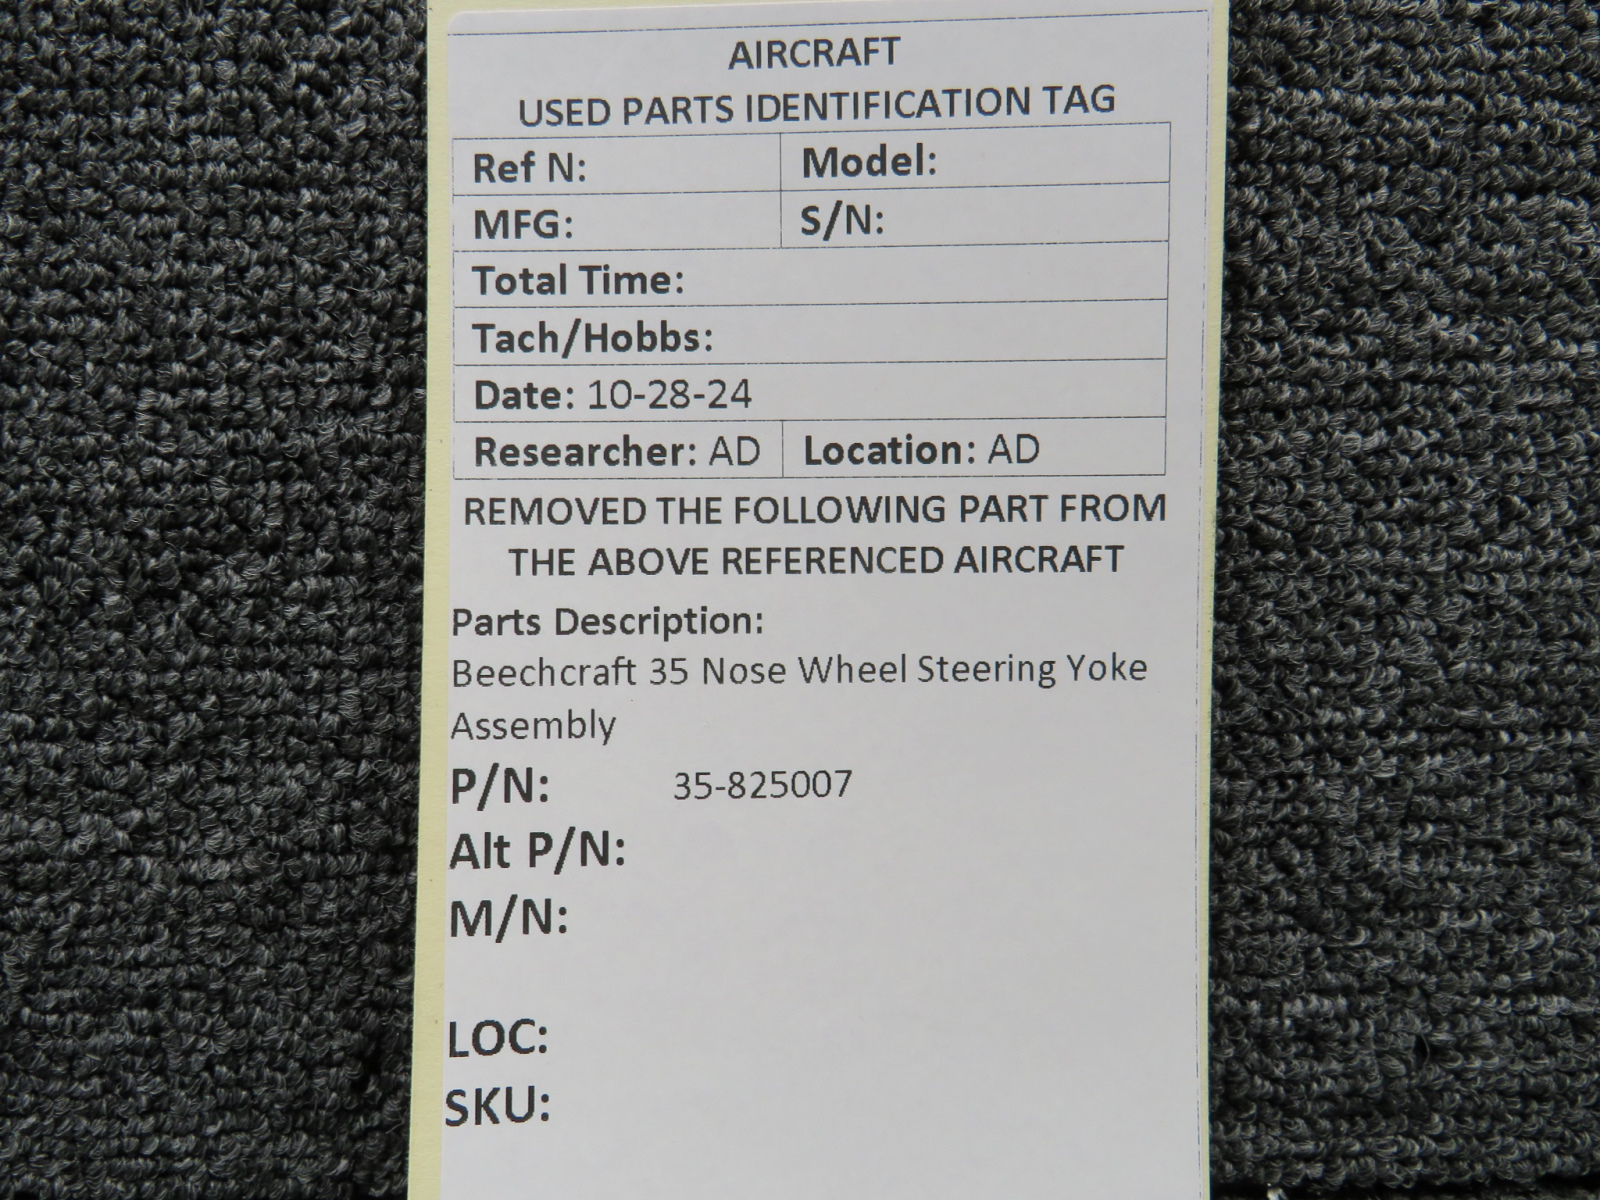 AIRCRAFT
USED PARTS IDENTIFICATION TAG
Ref N: Model:
MFG: S/N:
Total Time:
Tach/Hobbs:
Date: 10-28-24
Researcher: AD Location: AD
REMOVED THE FOLLOWING PART FROM
THE ABOVE REFERENCED AIRCRAFT
Parts Description:
Beechcraft 35 Nose Wheel Steering Yoke
Assembly
P/N: 35-825007
Alt P/N:
M/N:
LOC:
SKU: